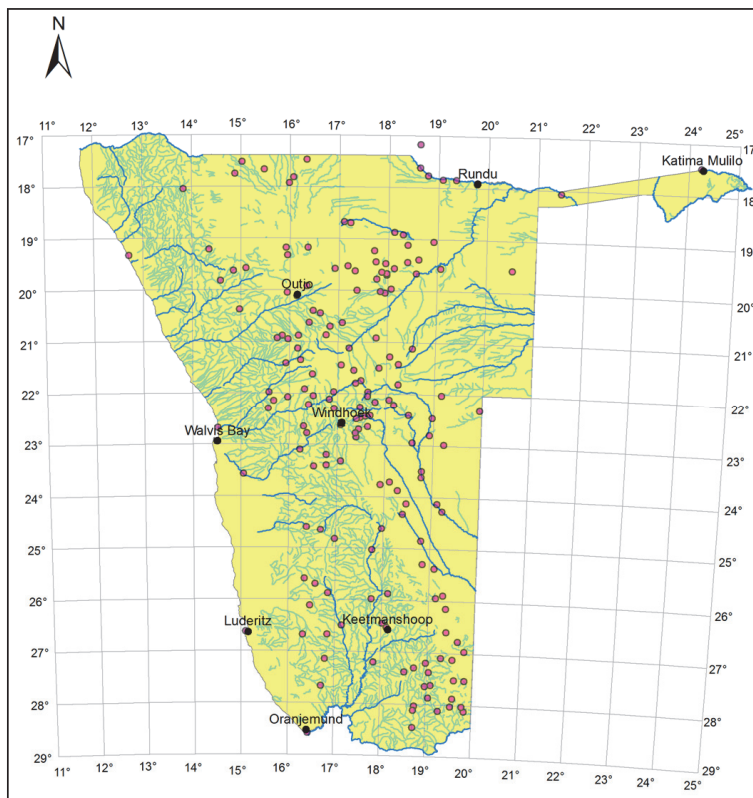 N
11° 12° 13° 14° 15° 16° 17° 18° 19° 20° 21° 22° 23° 24° 25°
17° 17°
Katima Mulilo
Rundu
18° 18°
19° 19°
Outjo
20° 20°
21° 21°
22° 22°
Windhoek
Walvis Bay
23° 23°
24° 24°
25° 25°
26° 26°
Luderitz
Keetmanshoop
27° 27°
28° 28°
Oranjemund
29° 29°
11° 12° 13° 14° 15° 16° 17° 18° 19° 20° 21° 22° 23° 24° 25°